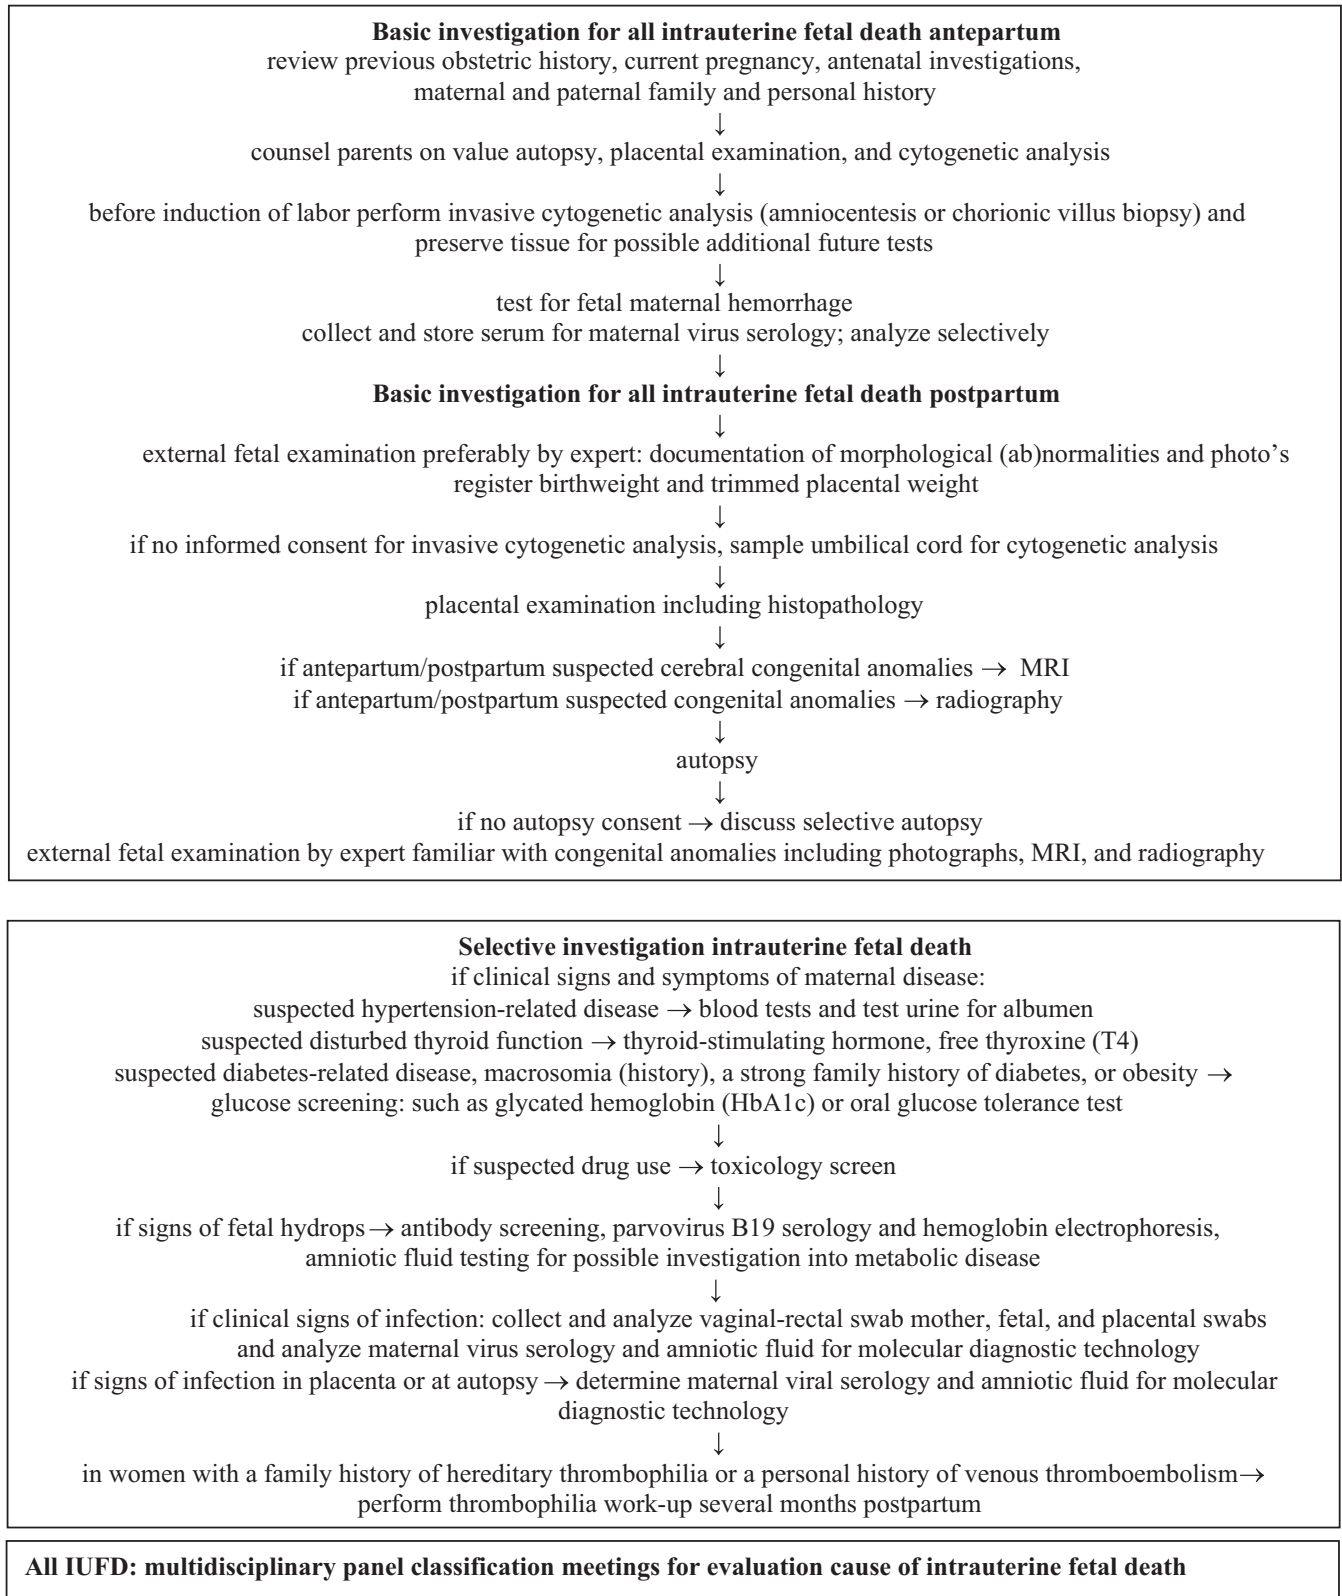 Basic investigation for all intrauterine fetal death antepartum
review previous obstetric history, current pregnancy, antenatal investigations,
maternal and paternal family and personal history
↓
counsel parents on value autopsy, placental examination, and cytogenetic analysis
↓
before induction of labor perform invasive cytogenetic analysis (amniocentesis or chorionic villus biopsy) and
preserve tissue for possible additional future tests
↓
test for fetal maternal hemorrhage
collect and store serum for maternal virus serology; analyze selectively
↓
Basic investigation for all intrauterine fetal death postpartum
↓
external fetal examination preferably by expert: documentation of morphological (ab)normalities and photo's
register birthweight and trimmed placental weight
↓
if no informed consent for invasive cytogenetic analysis, sample umbilical cord for cytogenetic analysis
↓
placental examination including histopathology
↓
if antepartum/postpartum suspected cerebral congenital anomalies → MRI
if antepartum/postpartum suspected congenital anomalies → radiography
↓
autopsy
↓
if no autopsy consent → discuss selective autopsy
external fetal examination by expert familiar with congenital anomalies including photographs, MRI, and radiography
Selective investigation intrauterine fetal death
if clinical signs and symptoms of maternal disease:
suspected hypertension-related disease → blood tests and test urine for albumen
suspected disturbed thyroid function → thyroid-stimulating hormone, free thyroxine (T4)
suspected diabetes-related disease, macrosomia (history), a strong family history of diabetes, or obesity →
glucose screening: such as glycated hemoglobin (HbA1c) or oral glucose tolerance test
↓
if suspected drug use → toxicology screen
↓
if signs of fetal hydrops → antibody screening, parvovirus B19 serology and hemoglobin electrophoresis,
amniotic fluid testing for possible investigation into metabolic disease
↓
if clinical signs of infection: collect and analyze vaginal-rectal swab mother, fetal, and placental swabs
and analyze maternal virus serology and amniotic fluid for molecular diagnostic technology
if signs of infection in placenta or at autopsy → determine maternal viral serology and amniotic fluid for molecular
diagnostic technology
↓
in women with a family history of hereditary thrombophilia or a personal history of venous thromboembolism→
perform thrombophilia work-up several months postpartum
All IUFD: multidisciplinary panel classification meetings for evaluation cause of intrauterine fetal death